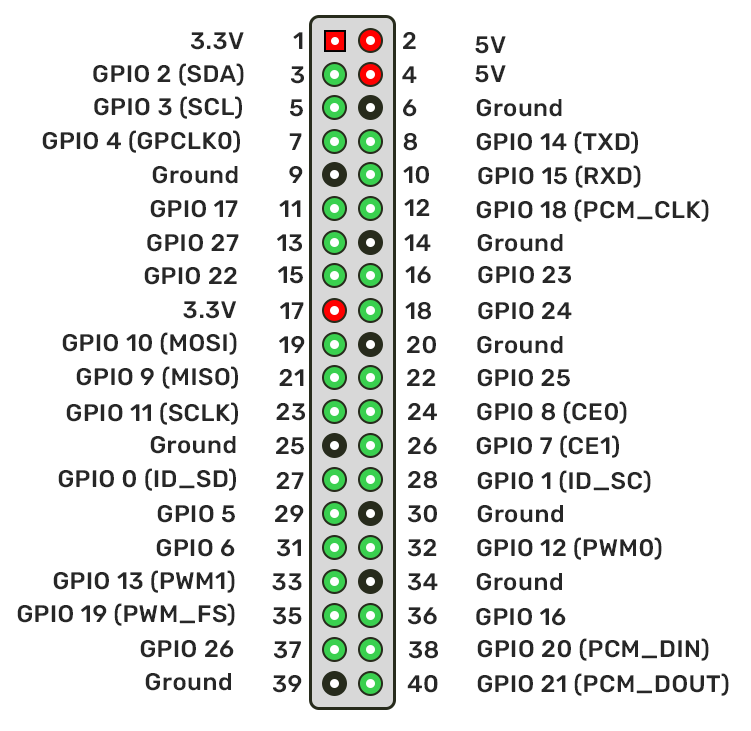 3.3V 1 2 5V
GPIO 2 (SDA) 3 4 5V
GPIO 3 (SCL) 5 6 Ground
GPIO 4 (GPCLK0) 7 8 GPIO 14 (TXD)
Ground 9 10 GPIO 15 (RXD)
GPIO 17 11 12 GPIO 18 (PCM_CLK)
GPIO 27 13 14 Ground
GPIO 22 15 16 GPIO 23
3.3V 17 18 GPIO 24
GPIO 10 (MOSI) 19 20 Ground
GPIO 9 (MISO) 21 22 GPIO 25
GPIO 11 (SCLK) 23 24 GPIO 8 (CE0)
Ground 25 26 GPIO 7 (CE1)
GPIO 0 (ID_SD) 27 28 GPIO 1 (ID_SC)
GPIO 5 29 30 Ground
GPIO 6 31 32 GPIO 12 (PWM0)
GPIO 13 (PWM1) 33 34 Ground
GPIO 19 (PWM_FS) 35 36 GPIO 16
GPIO 26 37 38 GPIO 20 (PCM_DIN)
Ground 39 40 GPIO 21 (PCM_DOUT)